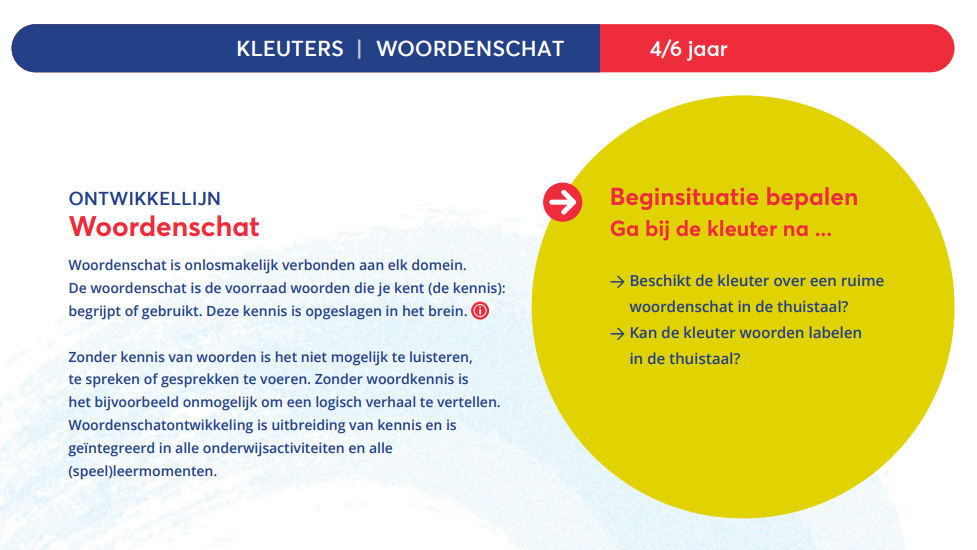 KLEUTERS | WOORDENSCHAT
4/6 jaar
ONTWIKKELLIJN
Woordenschat
Woordenschat is onlosmakelijk verbonden aan elk domein.
De woordenschat is de voorraad woorden die je kent (de kennis):
begrijpt of gebruikt. Deze kennis is opgeslagen in het brein.
Zonder kennis van woorden is het niet mogelijk te luisteren,
te spreken of gesprekken te voeren. Zonder woordkennis is
het bijvoorbeeld onmogelijk om een logisch verhaal te vertellen.
Woordenschatontwikkeling is uitbreiding van kennis en is
geïntegreerd in alle onderwijsactiviteiten en alle
(speel)leermomenten.
Beginsituatie bepalen
Ga bij de kleuter na ...
→ Beschikt de kleuter over een ruime
woordenschat in de thuistaal?
→ Kan de kleuter woorden labelen
in de thuistaal?